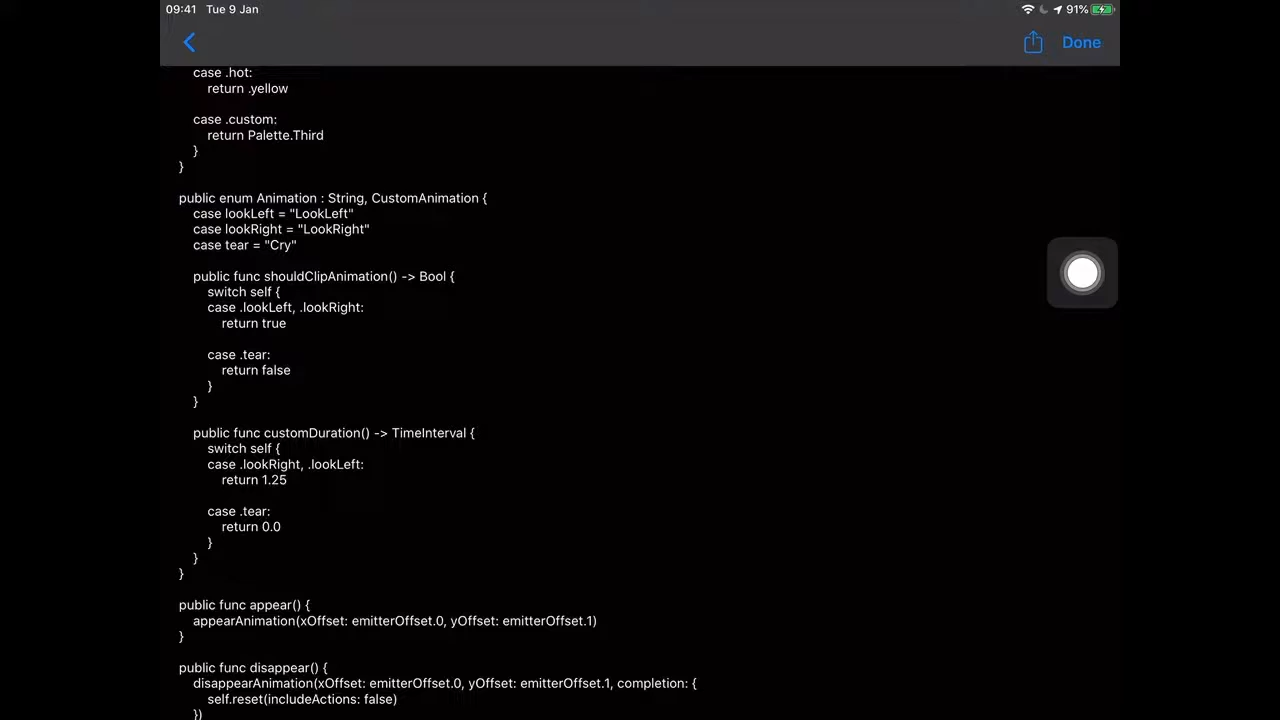 09:41 Tue 9 Jan
91%
Done
case .hot:
return .yellow
case .custom:
return Palette.Third
}
}
public enum Animation : String, CustomAnimation {
case lookLeft = "LookLeft"
case lookRight = "LookRight"
case tear = "Cry"
public func shouldClipAnimation() -> Bool {
switch self {
case .lookLeft, .lookRight:
return true
case .tear:
return false
}
}
public func customDuration() -> TimeInterval {
switch self {
case .lookRight, .lookLeft:
return 1.25
case .tear:
return 0.0
}
}
}
public func appear() {
appearAnimation(xOffset: emitterOffset.0, yOffset: emitterOffset.1)
}
public func disappear() {
disappearAnimation(xOffset: emitterOffset.0, yOffset: emitterOffset.1, completion: {
self.reset(includeActions: false)
})